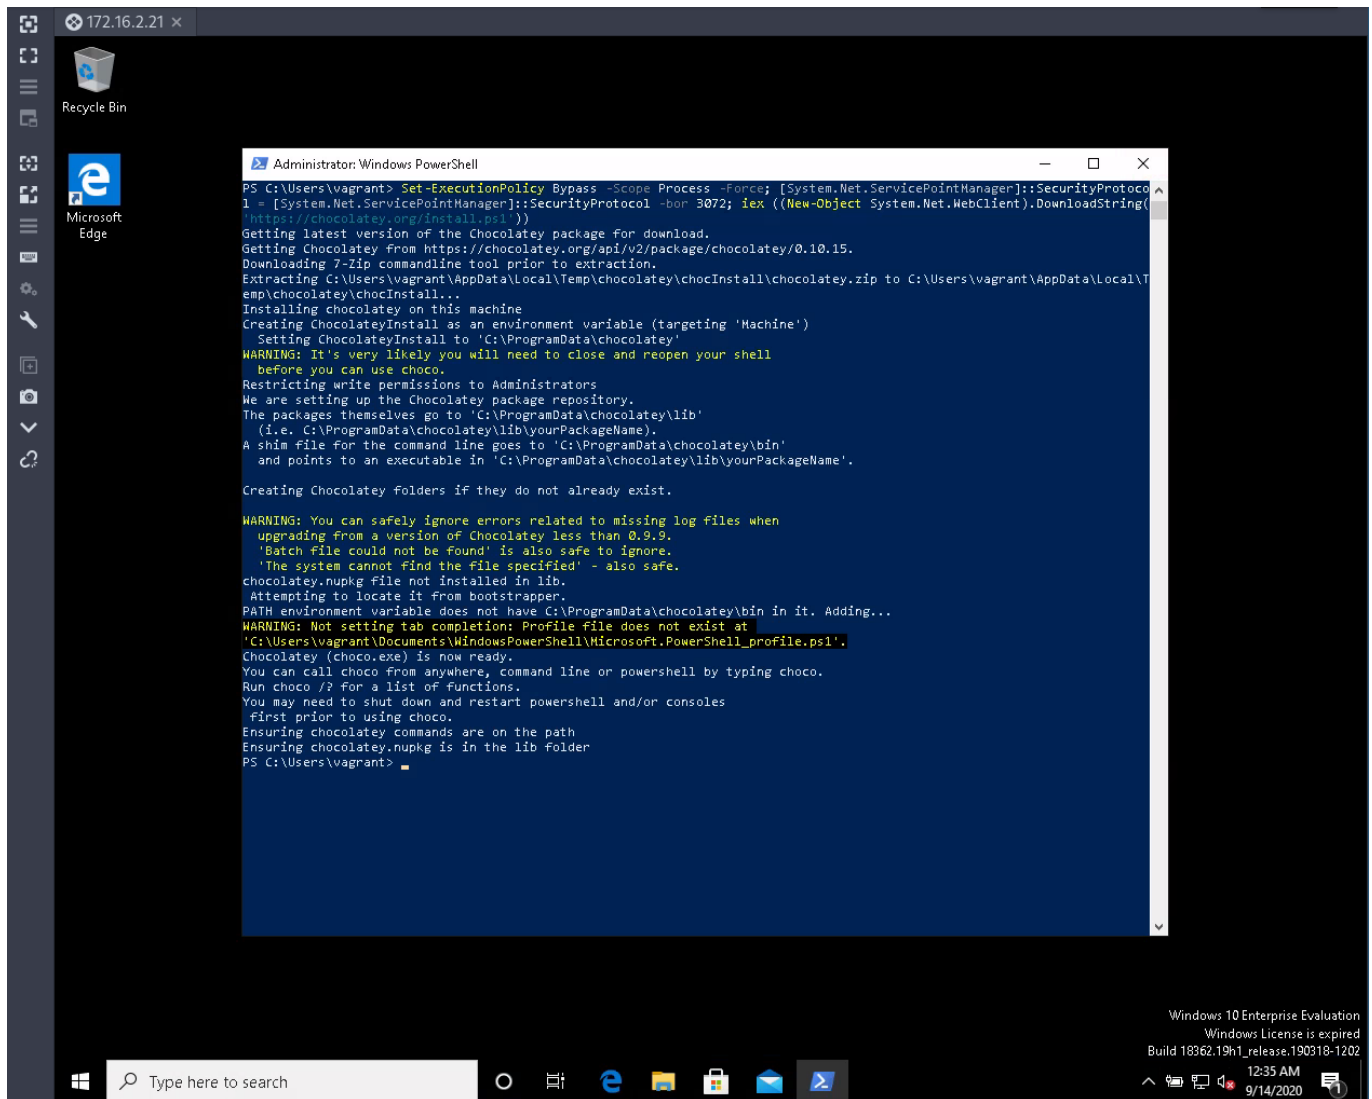 172.16.2.21 ×
Recycle Bin
Microsoft
Edge
Administrator: Windows PowerShell
PS C:\Users\vagrant> Set-ExecutionPolicy Bypass -Scope Process -Force; [System.Net.ServicePointManager]::SecurityProtoco
l = [System.Net.ServicePointManager]::SecurityProtocol -bor 3072; iex ((New-Object System.Net.WebClient).DownloadString(
'https://chocolatey.org/install.ps1'))
Getting latest version of the Chocolatey package for download.
Getting Chocolatey from https://chocolatey.org/api/v2/package/chocolatey/0.10.15.
Downloading 7-Zip commandline tool prior to extraction.
Extracting C:\Users\vagrant\AppData\Local\Temp\chocolatey\chocInstall\chocolatey.zip to C:\Users\vagrant\AppData\Local\T
emp\chocolatey\chocInstall...
Installing chocolatey on this machine
Creating ChocolateyInstall as an environment variable (targeting 'Machine')
  Setting ChocolateyInstall to 'C:\ProgramData\chocolatey'
WARNING: It's very likely you will need to close and reopen your shell
  before you can use choco.
Restricting write permissions to Administrators
We are setting up the Chocolatey package repository.
The packages themselves go to 'C:\ProgramData\chocolatey\lib'
  (i.e. C:\ProgramData\chocolatey\lib\yourPackageName).
A shim file for the command line goes to 'C:\ProgramData\chocolatey\bin'
  and points to an executable in 'C:\ProgramData\chocolatey\lib\yourPackageName'.
Creating Chocolatey folders if they do not already exist.
WARNING: You can safely ignore errors related to missing log files when
  upgrading from a version of Chocolatey less than 0.9.9.
  'Batch file could not be found' is also safe to ignore.
  'The system cannot find the file specified' - also safe.
chocolatey.nupkg file not installed in lib.
 Attempting to locate it from bootstrapper.
PATH environment variable does not have C:\ProgramData\chocolatey\bin in it. Adding...
WARNING: Not setting tab completion: Profile file does not exist at
'C:\Users\vagrant\Documents\WindowsPowerShell\Microsoft.PowerShell_profile.ps1'.
Chocolatey (choco.exe) is now ready.
You can call choco from anywhere, command line or powershell by typing choco.
Run choco /? for a list of functions.
You may need to shut down and restart powershell and/or consoles
 first prior to using choco.
Ensuring chocolatey commands are on the path
Ensuring chocolatey.nupkg is in the lib folder
PS C:\Users\vagrant>
Windows 10 Enterprise Evaluation
Windows License is expired
Build 18362.19h1_release.190318-1202
Type here to search
12:35 AM
9/14/2020
1